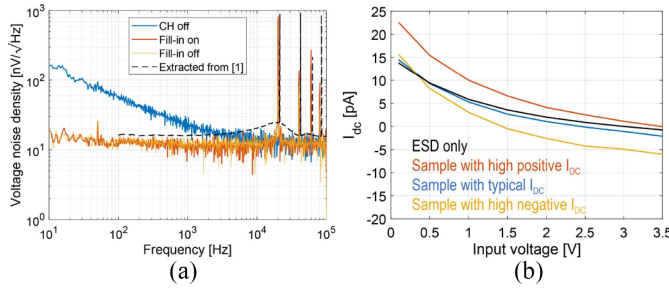 10³
10²
10¹
10⁰
Voltage noise density [nV/√Hz]
CH off
Fill-in on
Fill-in off
Extracted from [1]
10¹ 10² 10³ 10⁴ 10⁵
Frequency [Hz]
(a)
25
20
15
10
5
0
-5
-10
-15
-20
-25
I_dc [pA]
ESD only
Sample with high positive I_DC
Sample with typical I_DC
Sample with high negative I_DC
0 0.5 1 1.5 2 2.5 3 3.5
Input voltage [V]
(b)